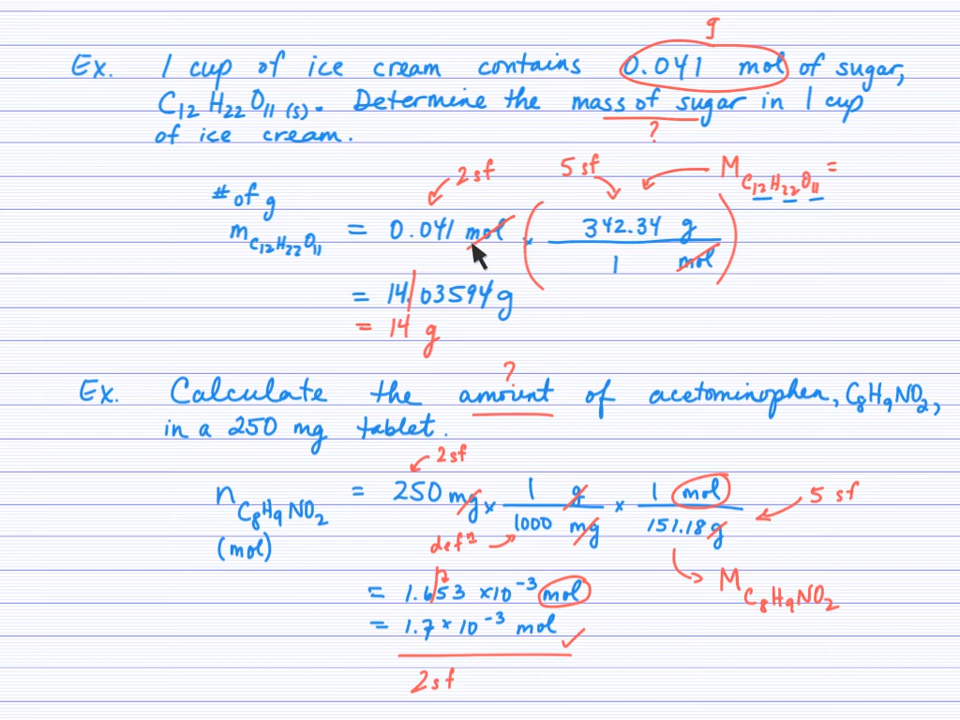 g
Ex. 1 cup of ice cream contains 0.041 mol of sugar,
C12 H22 O11 (s). Determine the mass of sugar in 1 cup
?
of ice cream.
2sf 5 sf M C12H22O11 =
# of g
m C12H22O11 = 0.041 mol × ( 342.34 g / 1 mol )
= 14.03594 g
= 14 g
?
Ex. Calculate the amount of acetominophen, C8H9NO2,
in a 250 mg tablet.
2sf
n C8H9NO2 = 250 mg × 1 g / 1000 mg × 1 mol / 151.18 g 5 sf
(mol) defⁿ
M C8H9NO2
= 1.653 × 10⁻³ mol
= 1.7 × 10⁻³ mol ✓
2sf